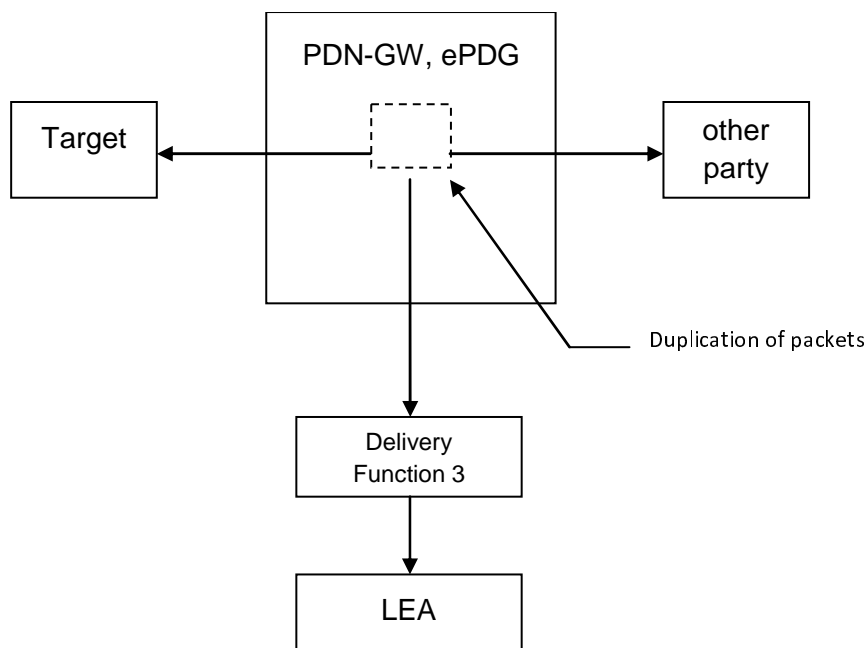 PDN-GW, ePDG
Target
other
party
Duplication of packets
Delivery
Function 3
LEA